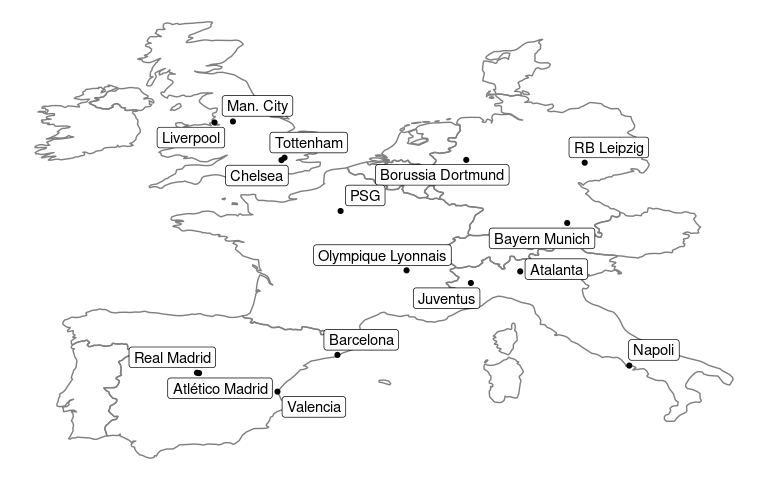 Man. City
Liverpool
Tottenham
RB Leipzig
Chelsea
Borussia Dortmund
PSG
Bayern Munich
Olympique Lyonnais
Atalanta
Juventus
Barcelona
Napoli
Real Madrid
Atlético Madrid
Valencia